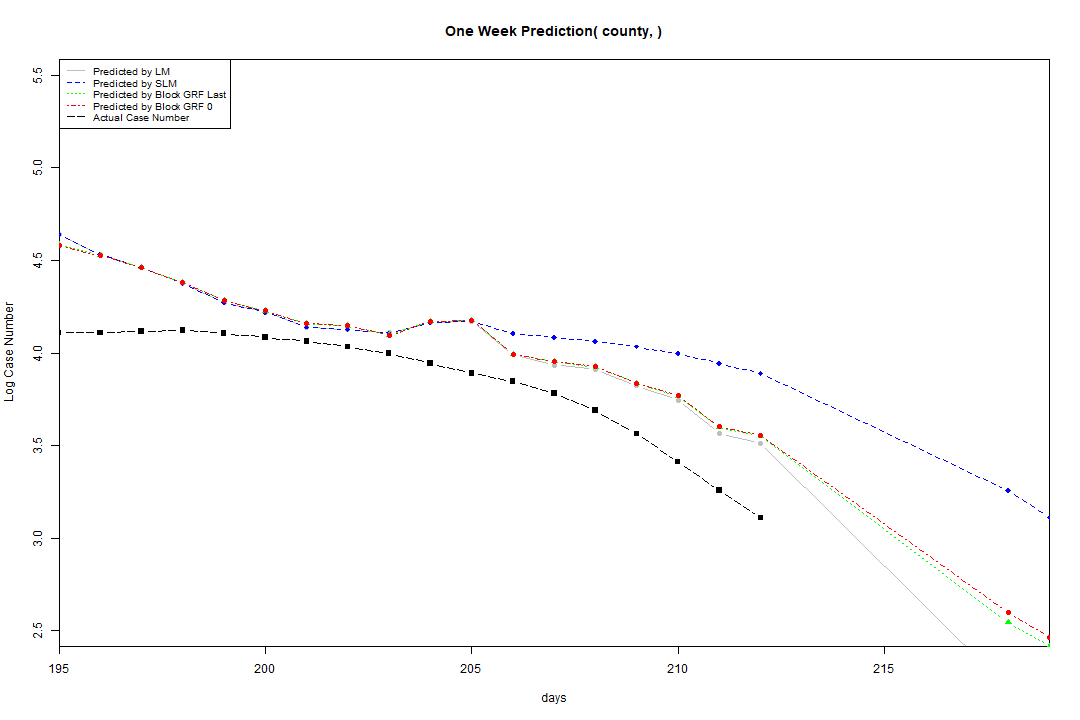 One Week Prediction( county, )
Predicted by LM
Predicted by SLM
Predicted by Block GRF Last
Predicted by Block GRF 0
Actual Case Number
5.5
5.0
4.5
4.0
3.5
3.0
2.5
Log Case Number
195 200 205 210 215
days